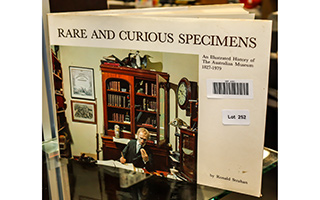 RARE AND CURIOUS SPECIMENS
An Illustrated History of
The Australian Museum
1827-1979
Lot 252
by Ronald Strahan